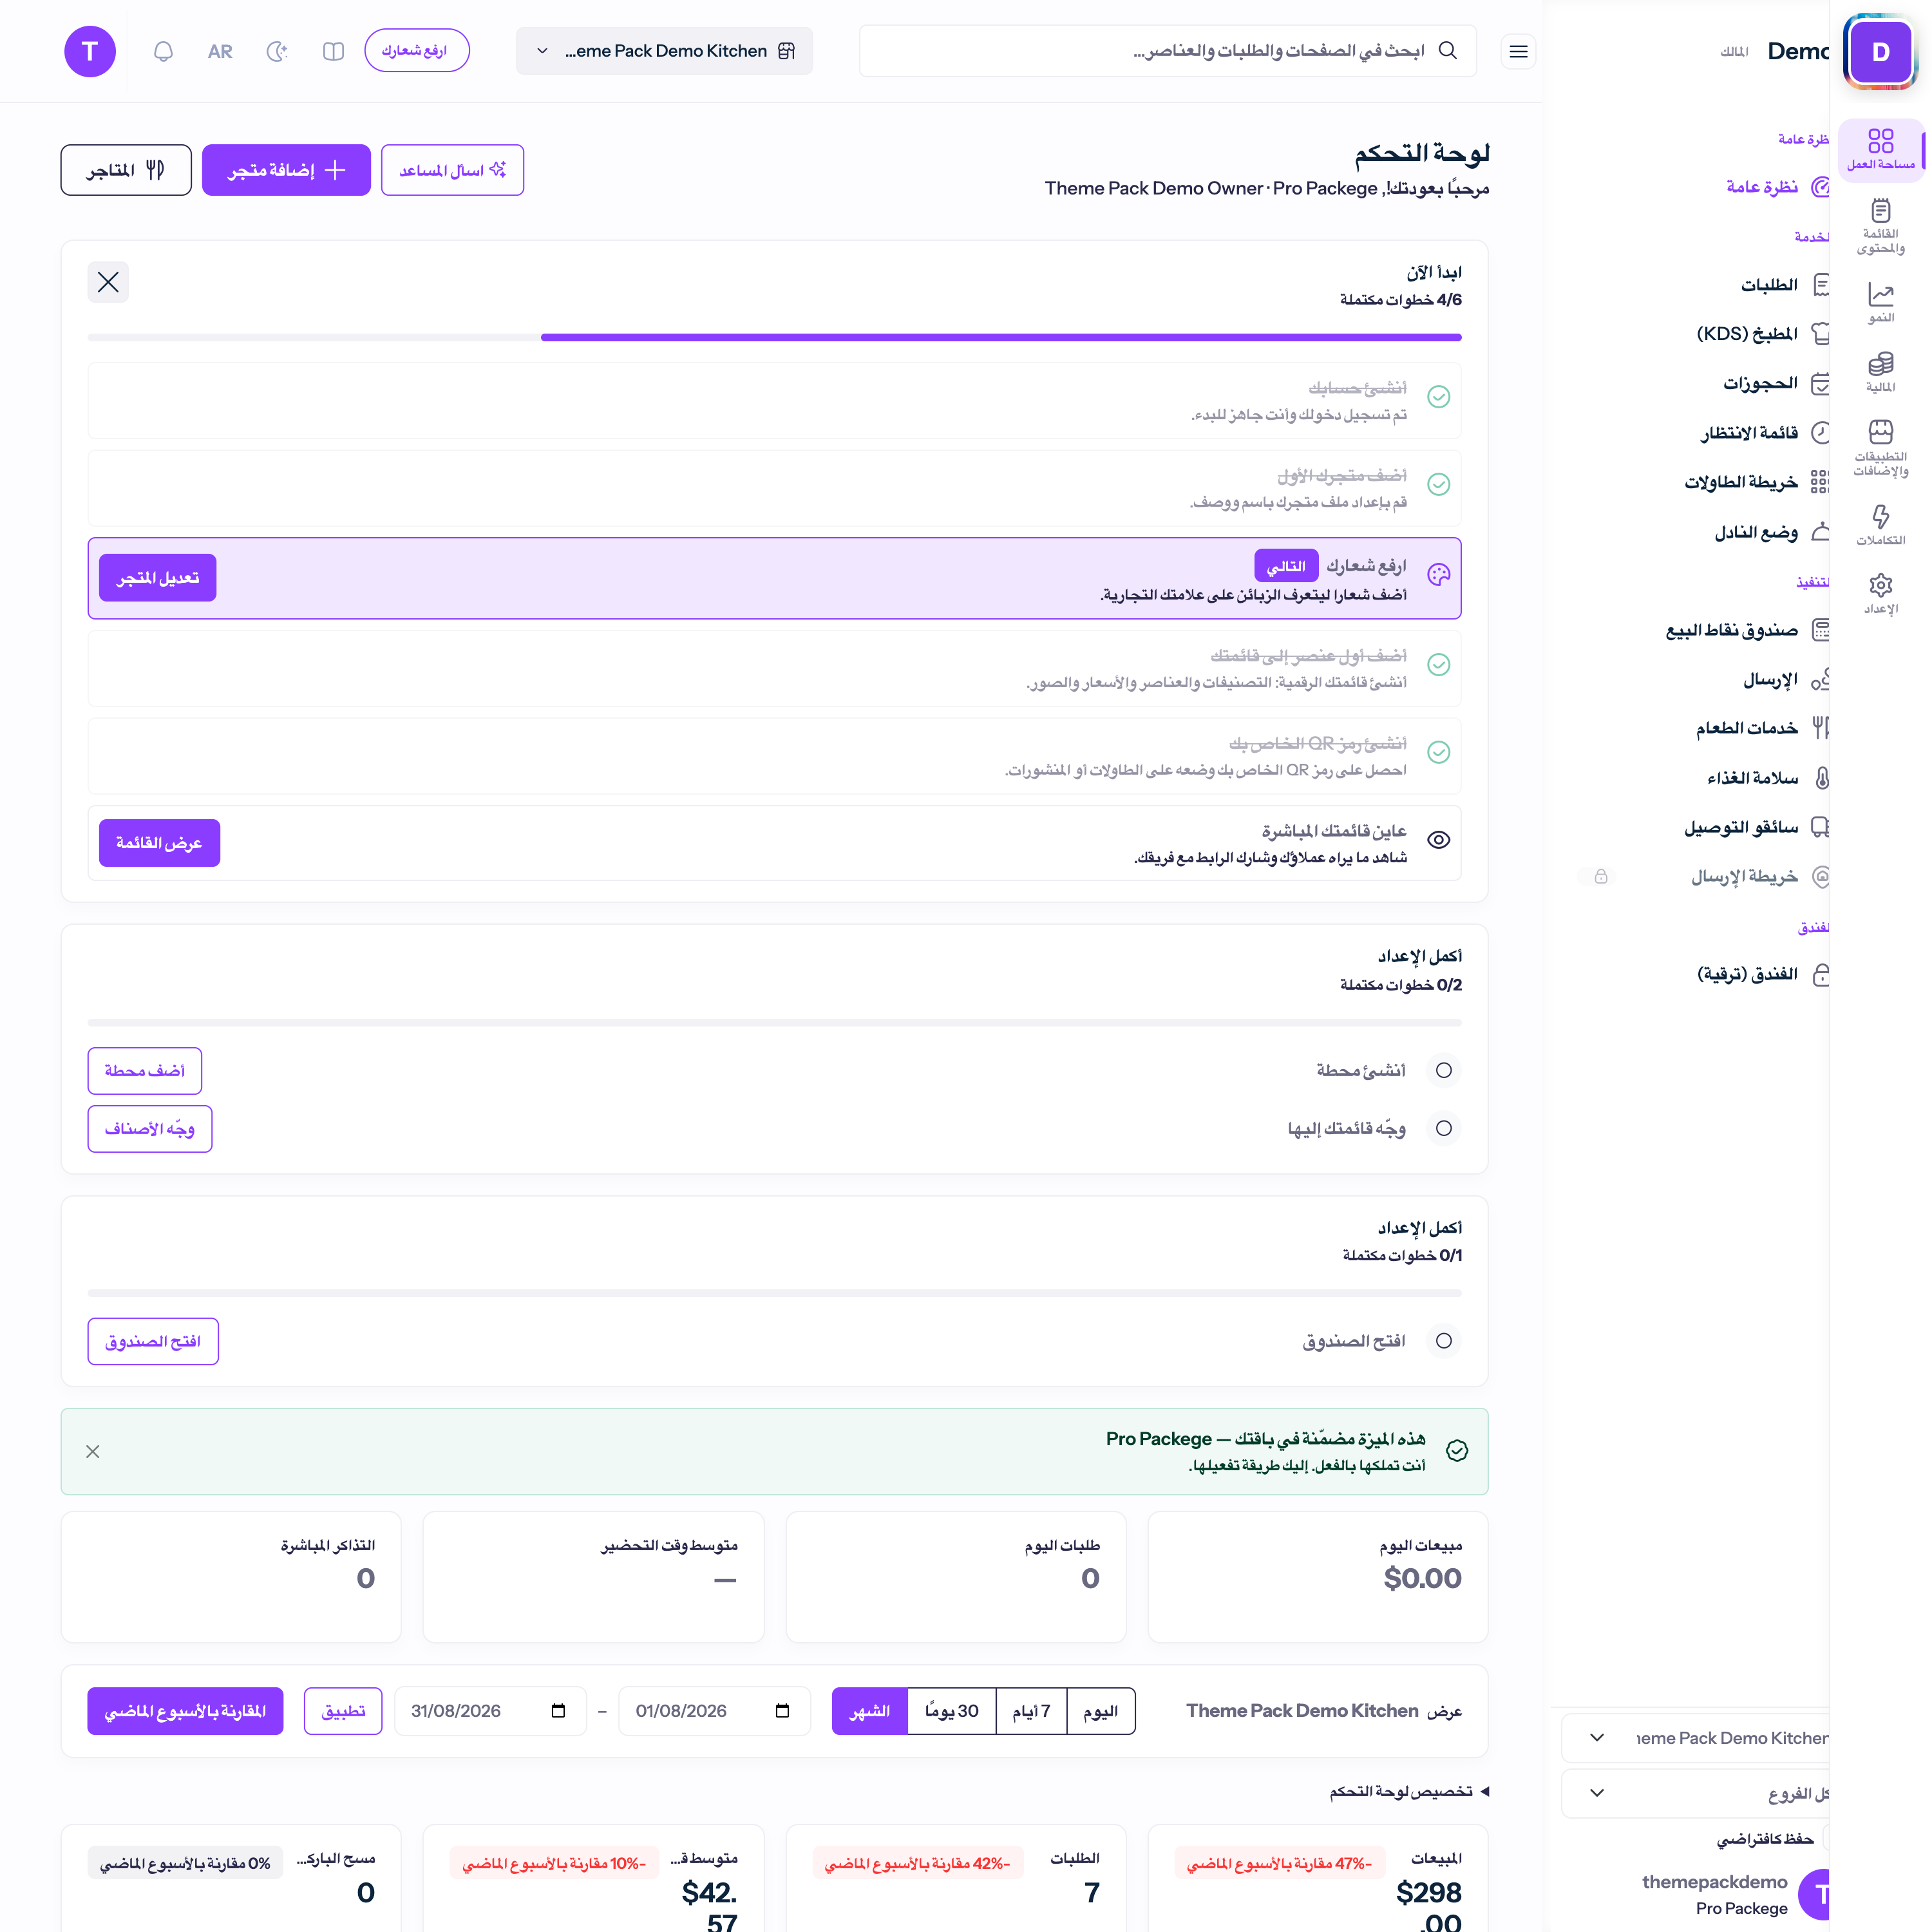 D
مساحة العمل
القائمة
والمحتوى
النمو
المالية
التطبيقات
والإضافات
التكاملات
الإعداد
Demo
المالك
نظرة عامة
نظرة عامة
الخدمة
الطلبات
المطبخ (KDS)
الحجوزات
قائمة الانتظار
خريطة الطاولات
وضع النادل
التنفيذ
صندوق نقاط البيع
الإرسال
خدمات الطعام
سلامة الغذاء
سائقو التوصيل
خريطة الإرسال
الفندق
الفندق (ترقية)
heme Pack Demo Kitchen
كل الفروع
حفظ كافتراضي
T
themepackdemo
Pro Packege
ابحث في الصفحات والطلبات والعناصر...
...eme Pack Demo Kitchen
ارفع شعارك
AR
T
لوحة التحكم
مرحبًا بعودتك!, Theme Pack Demo Owner · Pro Packege
اسأل المساعد
إضافة متجر
المتاجر
ابدأ الآن
4/6 خطوات مكتملة
أنشئ حسابك
تم تسجيل دخولك وأنت جاهز للبدء.
أضف متجرك الأول
قم بإعداد ملف متجرك باسم ووصف.
ارفع شعارك التالي
أضف شعارا ليتعرف الزبائن على علامتك التجارية.
تعديل المتجر
أضف أول عنصر إلى قائمتك
أنشئ قائمتك الرقمية: التصنيفات والعناصر والأسعار والصور.
أنشئ رمز QR الخاص بك
احصل على رمز QR الخاص بك وضعه على الطاولات أو المنشورات.
عاين قائمتك المباشرة
شاهد ما يراه عملاؤك وشارك الرابط مع فريقك.
عرض القائمة
أكمل الإعداد
0/2 خطوات مكتملة
أنشئ محطة
أضف محطة
وجّه قائمتك إليها
وجّه الأصناف
أكمل الإعداد
0/1 خطوات مكتملة
افتح الصندوق
افتح الصندوق
هذه الميزة مضمّنة في باقتك — Pro Packege
أنت تملكها بالفعل. إليك طريقة تفعيلها.
مبيعات اليوم
$0.00
طلبات اليوم
0
متوسط وقت التحضير
—
التذاكر المباشرة
0
عرض Theme Pack Demo Kitchen
اليوم
7 أيام
30 يومًا
الشهر
01/08/2026
–
31/08/2026
تطبيق
المقارنة بالأسبوع الماضي
تخصيص لوحة التحكم
المبيعات
-47% مقارنة بالأسبوع الماضي
$298
.00
الطلبات
-42% مقارنة بالأسبوع الماضي
7
متوسط ق...
-10% مقارنة بالأسبوع الماضي
$42.
57
مسح الباركـ...
0% مقارنة بالأسبوع الماضي
0